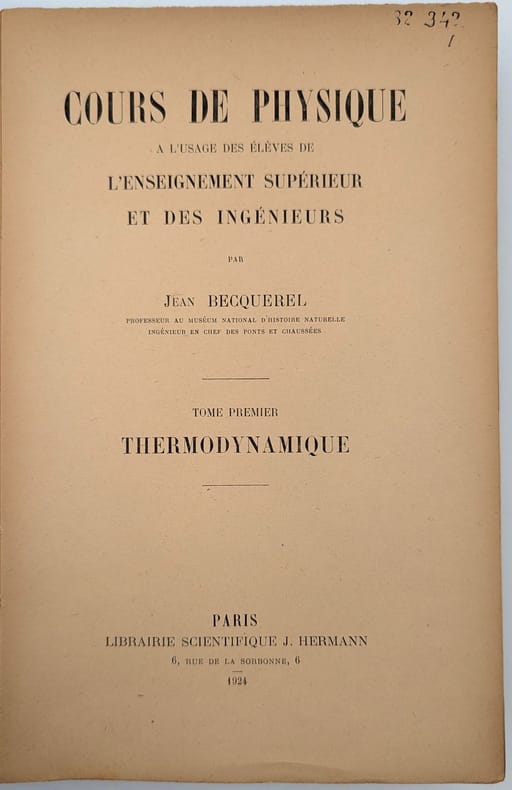 32 342
1
COURS DE PHYSIQUE
A L'USAGE DES ÉLÈVES DE
L'ENSEIGNEMENT SUPÉRIEUR
ET DES INGÉNIEURS
PAR
JEAN BECQUEREL
PROFESSEUR AU MUSÉUM NATIONAL D'HISTOIRE NATURELLE
INGÉNIEUR EN CHEF DES PONTS ET CHAUSSÉES
TOME PREMIER
THERMODYNAMIQUE
PARIS
LIBRAIRIE SCIENTIFIQUE J. HERMANN
6, RUE DE LA SORBONNE, 6
1924